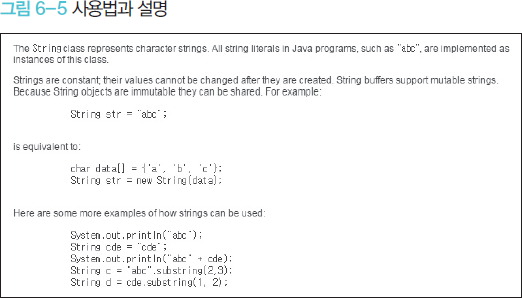 그림 6-5 사용법과 설명
The String class represents character strings. All string literals in Java programs, such as "abc", are implemented as
instances of this class.
Strings are constant; their values cannot be changed after they are created. String buffers support mutable strings.
Because String objects are immutable they can be shared. For example:
String str = "abc";
is equivalent to:
char data[] = {'a', 'b', 'c'};
String str = new String(data);
Here are some more examples of how strings can be used:
System.out.println("abc");
String cde = "cde";
System.out.println("abc" + cde);
String c = "abc".substring(2,3);
String d = cde.substring(1, 2);